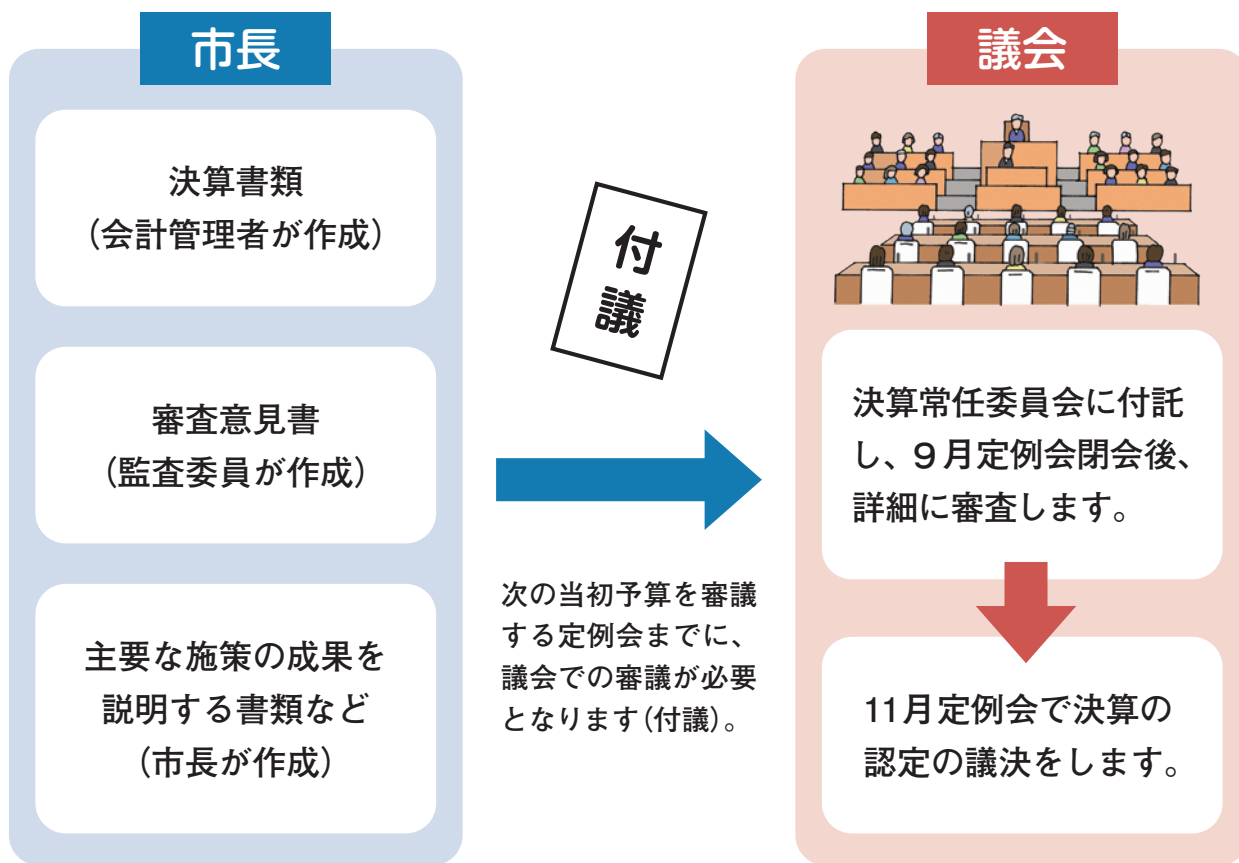 市長
決算書類
（会計管理者が作成）
審査意見書
（監査委員が作成）
主要な施策の成果を
説明する書類など
（市長が作成）
付議
次の当初予算を審議
する定例会までに、
議会での審議が必要
となります（付議）。
議会
決算常任委員会に付託
し、９月定例会閉会後、
詳細に審査します。
11月定例会で決算の
認定の議決をします。